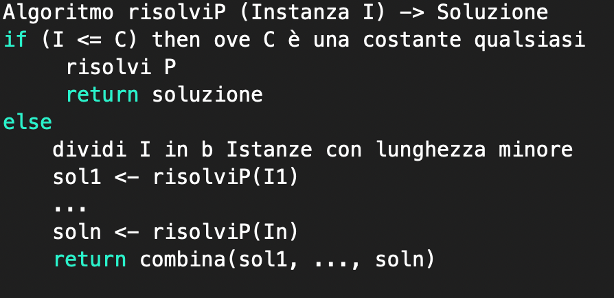 Algoritmo risolviP (Instanza I) -> Soluzione
if (I <= C) then ove C è una costante qualsiasi
risolvi P
return soluzione
else
dividi I in b Istanze con lunghezza minore
sol1 <- risolviP(I1)
...
soln <- risolviP(In)
return combina(sol1, ..., soln)